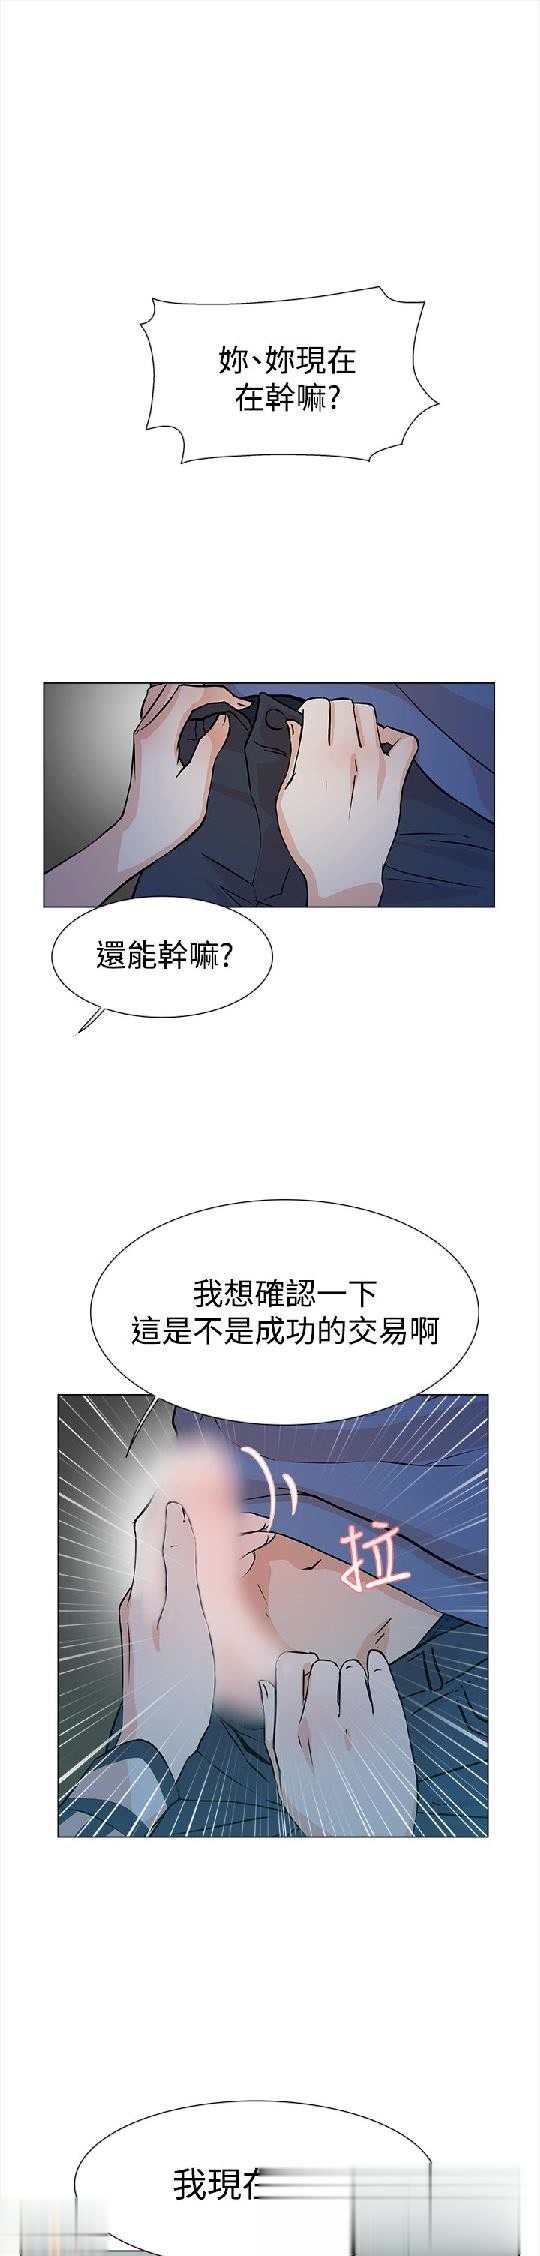 妳、妳現在
在幹嘛?
還能幹嘛?
我想確認一下
這是不是成功的交易啊
拉
我現在